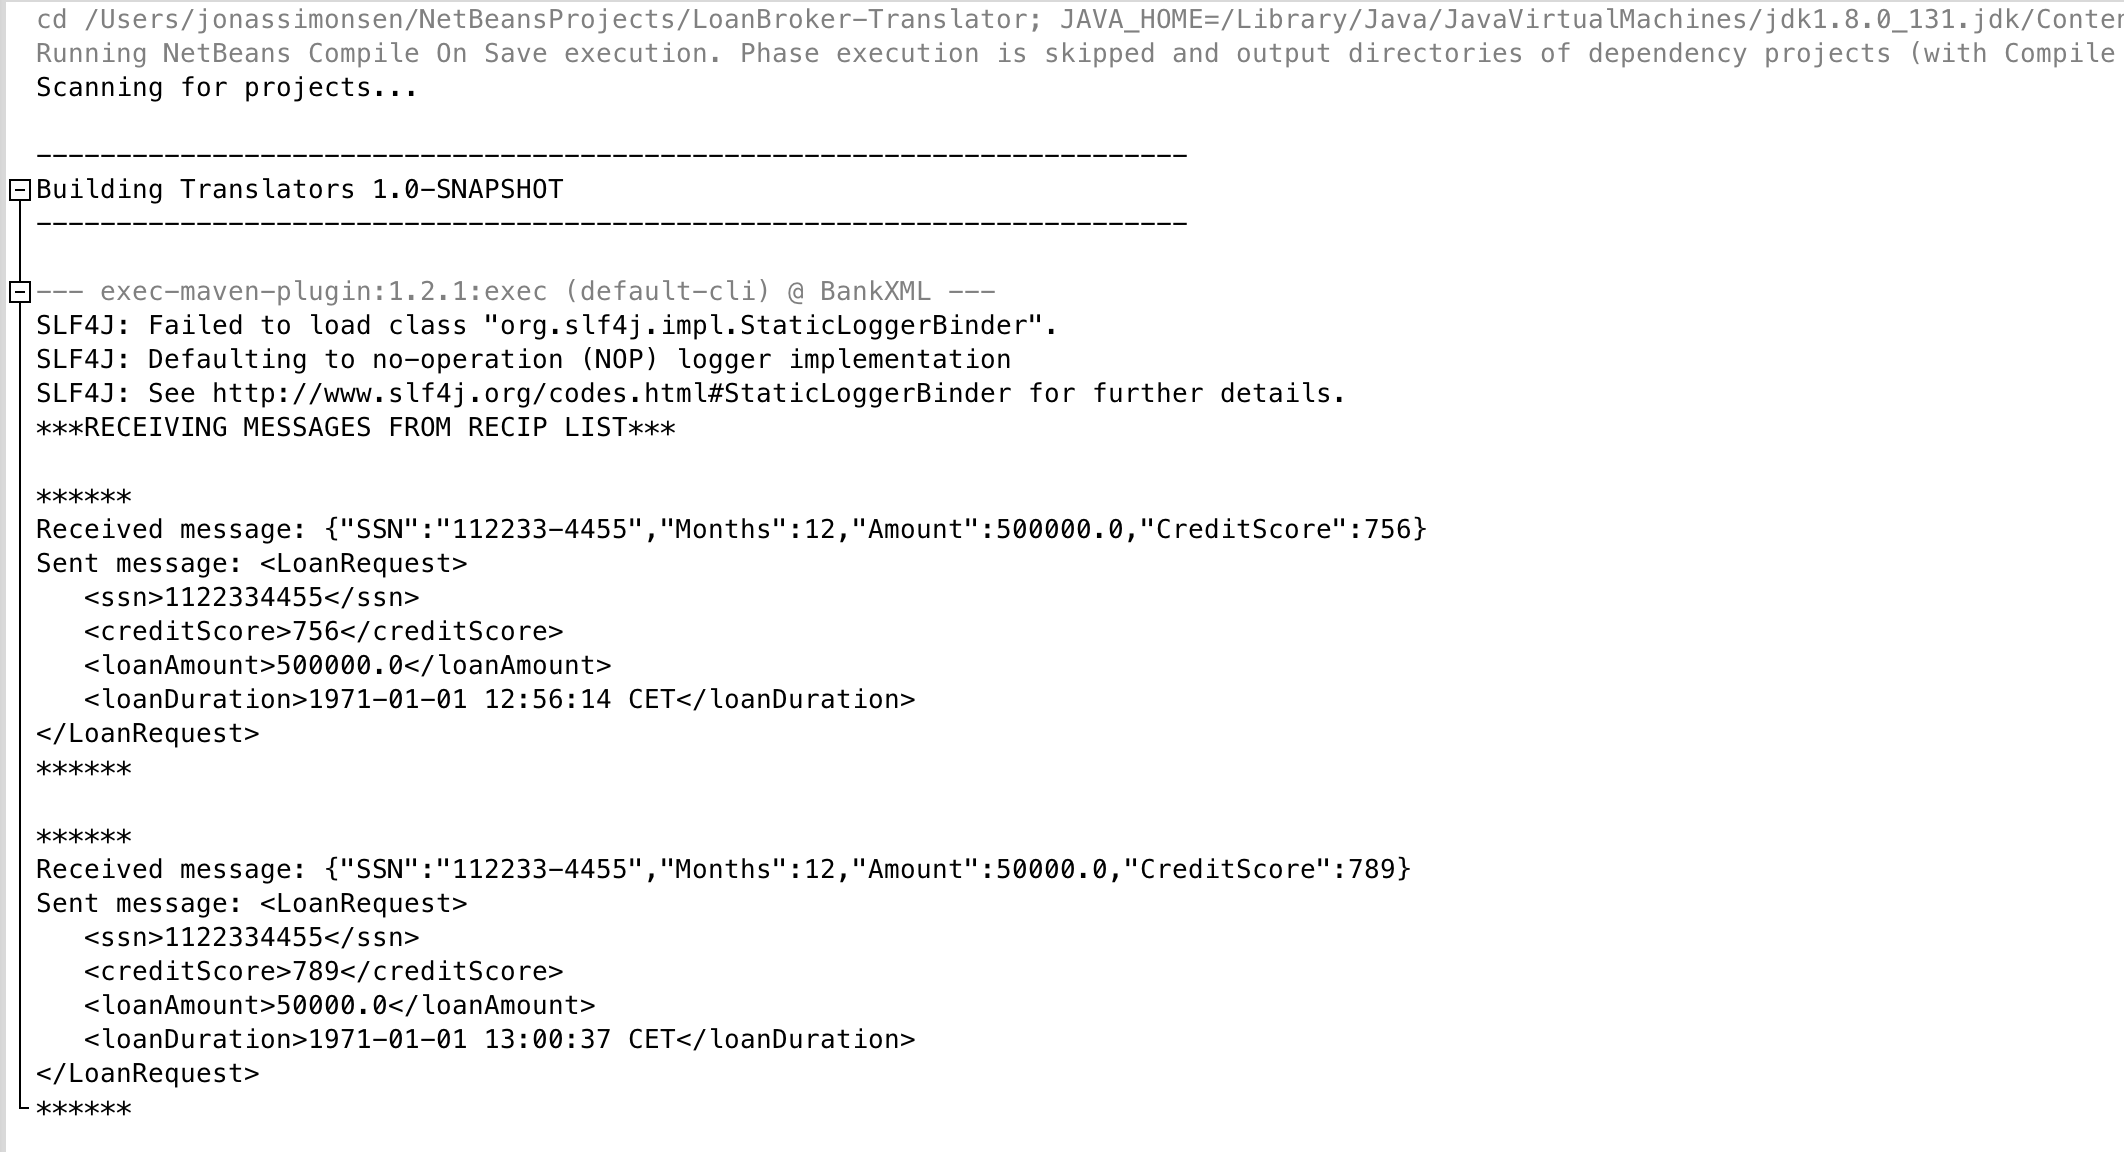 cd /Users/jonassimonsen/NetBeansProjects/LoanBroker-Translator; JAVA_HOME=/Library/Java/JavaVirtualMachines/jdk1.8.0_131.jdk/Conte
Running NetBeans Compile On Save execution. Phase execution is skipped and output directories of dependency projects (with Compile
Scanning for projects...
------------------------------------------------------------------------
Building Translators 1.0-SNAPSHOT
------------------------------------------------------------------------
--- exec-maven-plugin:1.2.1:exec (default-cli) @ BankXML ---
SLF4J: Failed to load class "org.slf4j.impl.StaticLoggerBinder".
SLF4J: Defaulting to no-operation (NOP) logger implementation
SLF4J: See http://www.slf4j.org/codes.html#StaticLoggerBinder for further details.
***RECEIVING MESSAGES FROM RECIP LIST***
******
Received message: {"SSN":"112233-4455","Months":12,"Amount":500000.0,"CreditScore":756}
Sent message: <LoanRequest>
   <ssn>1122334455</ssn>
   <creditScore>756</creditScore>
   <loanAmount>500000.0</loanAmount>
   <loanDuration>1971-01-01 12:56:14 CET</loanDuration>
</LoanRequest>
******
******
Received message: {"SSN":"112233-4455","Months":12,"Amount":50000.0,"CreditScore":789}
Sent message: <LoanRequest>
   <ssn>1122334455</ssn>
   <creditScore>789</creditScore>
   <loanAmount>50000.0</loanAmount>
   <loanDuration>1971-01-01 13:00:37 CET</loanDuration>
</LoanRequest>
******